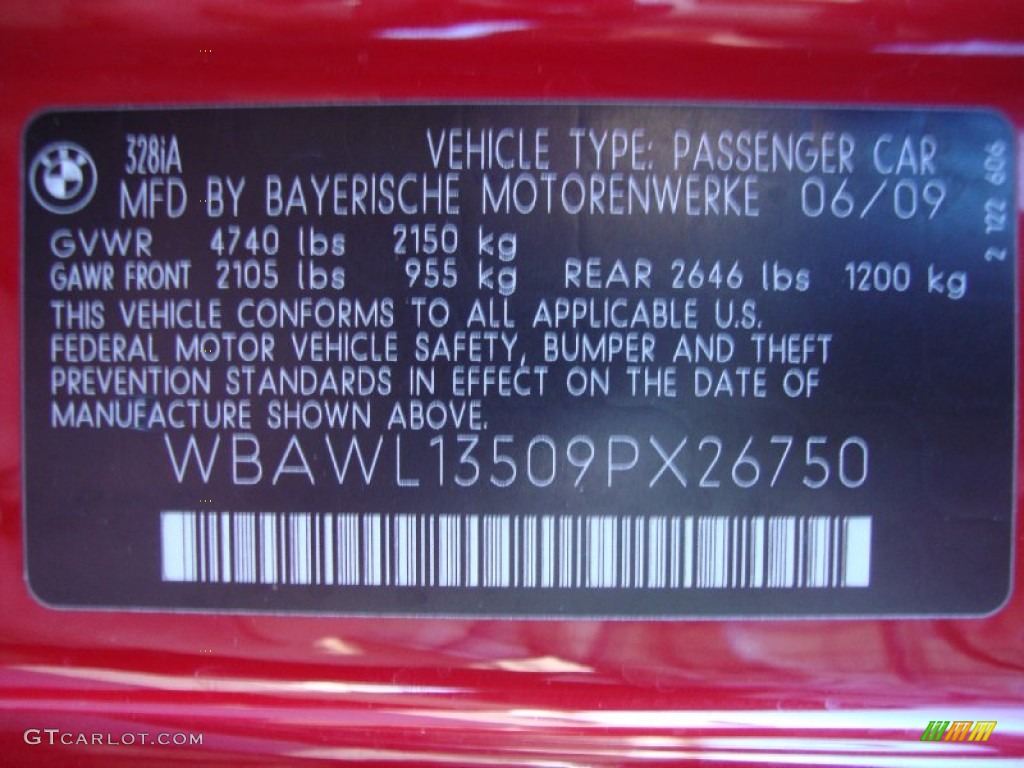 328iA VEHICLE TYPE: PASSENGER CAR
MFD BY BAYERISCHE MOTORENWERKE 06/09
GVWR 4740 lbs 2150 kg
GAWR FRONT 2105 lbs 955 kg REAR 2646 lbs 1200 kg
THIS VEHICLE CONFORMS TO ALL APPLICABLE U.S.
FEDERAL MOTOR VEHICLE SAFETY, BUMPER AND THEFT
PREVENTION STANDARDS IN EFFECT ON THE DATE OF
MANUFACTURE SHOWN ABOVE.
WBAWL13509PX26750
2 122 606
GTCARLOT.COM